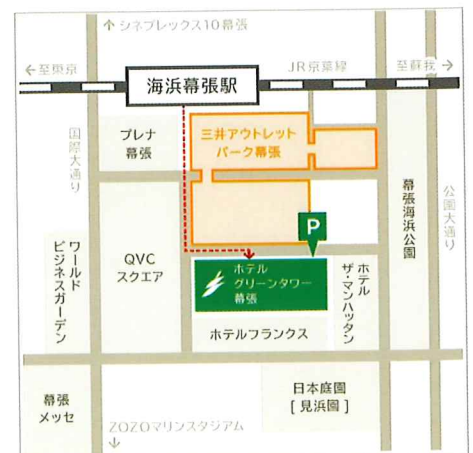 ↑ シネプレックス10幕張
←至東京
JR京葉線
至蘇我→
海浜幕張駅
国際大通り
プレナ
幕張
三井アウトレット
パーク幕張
幕張海浜公園
公園大通り
P
ワールド
ビジネスガーデン
QVC
スクエア
ホテル
グリーンタワー
幕張
ホテル
ザ・マンハッタン
ホテルフランクス
幕張
メッセ
日本庭園
[ 見浜園 ]
ZOZOマリンスタジアム
↓